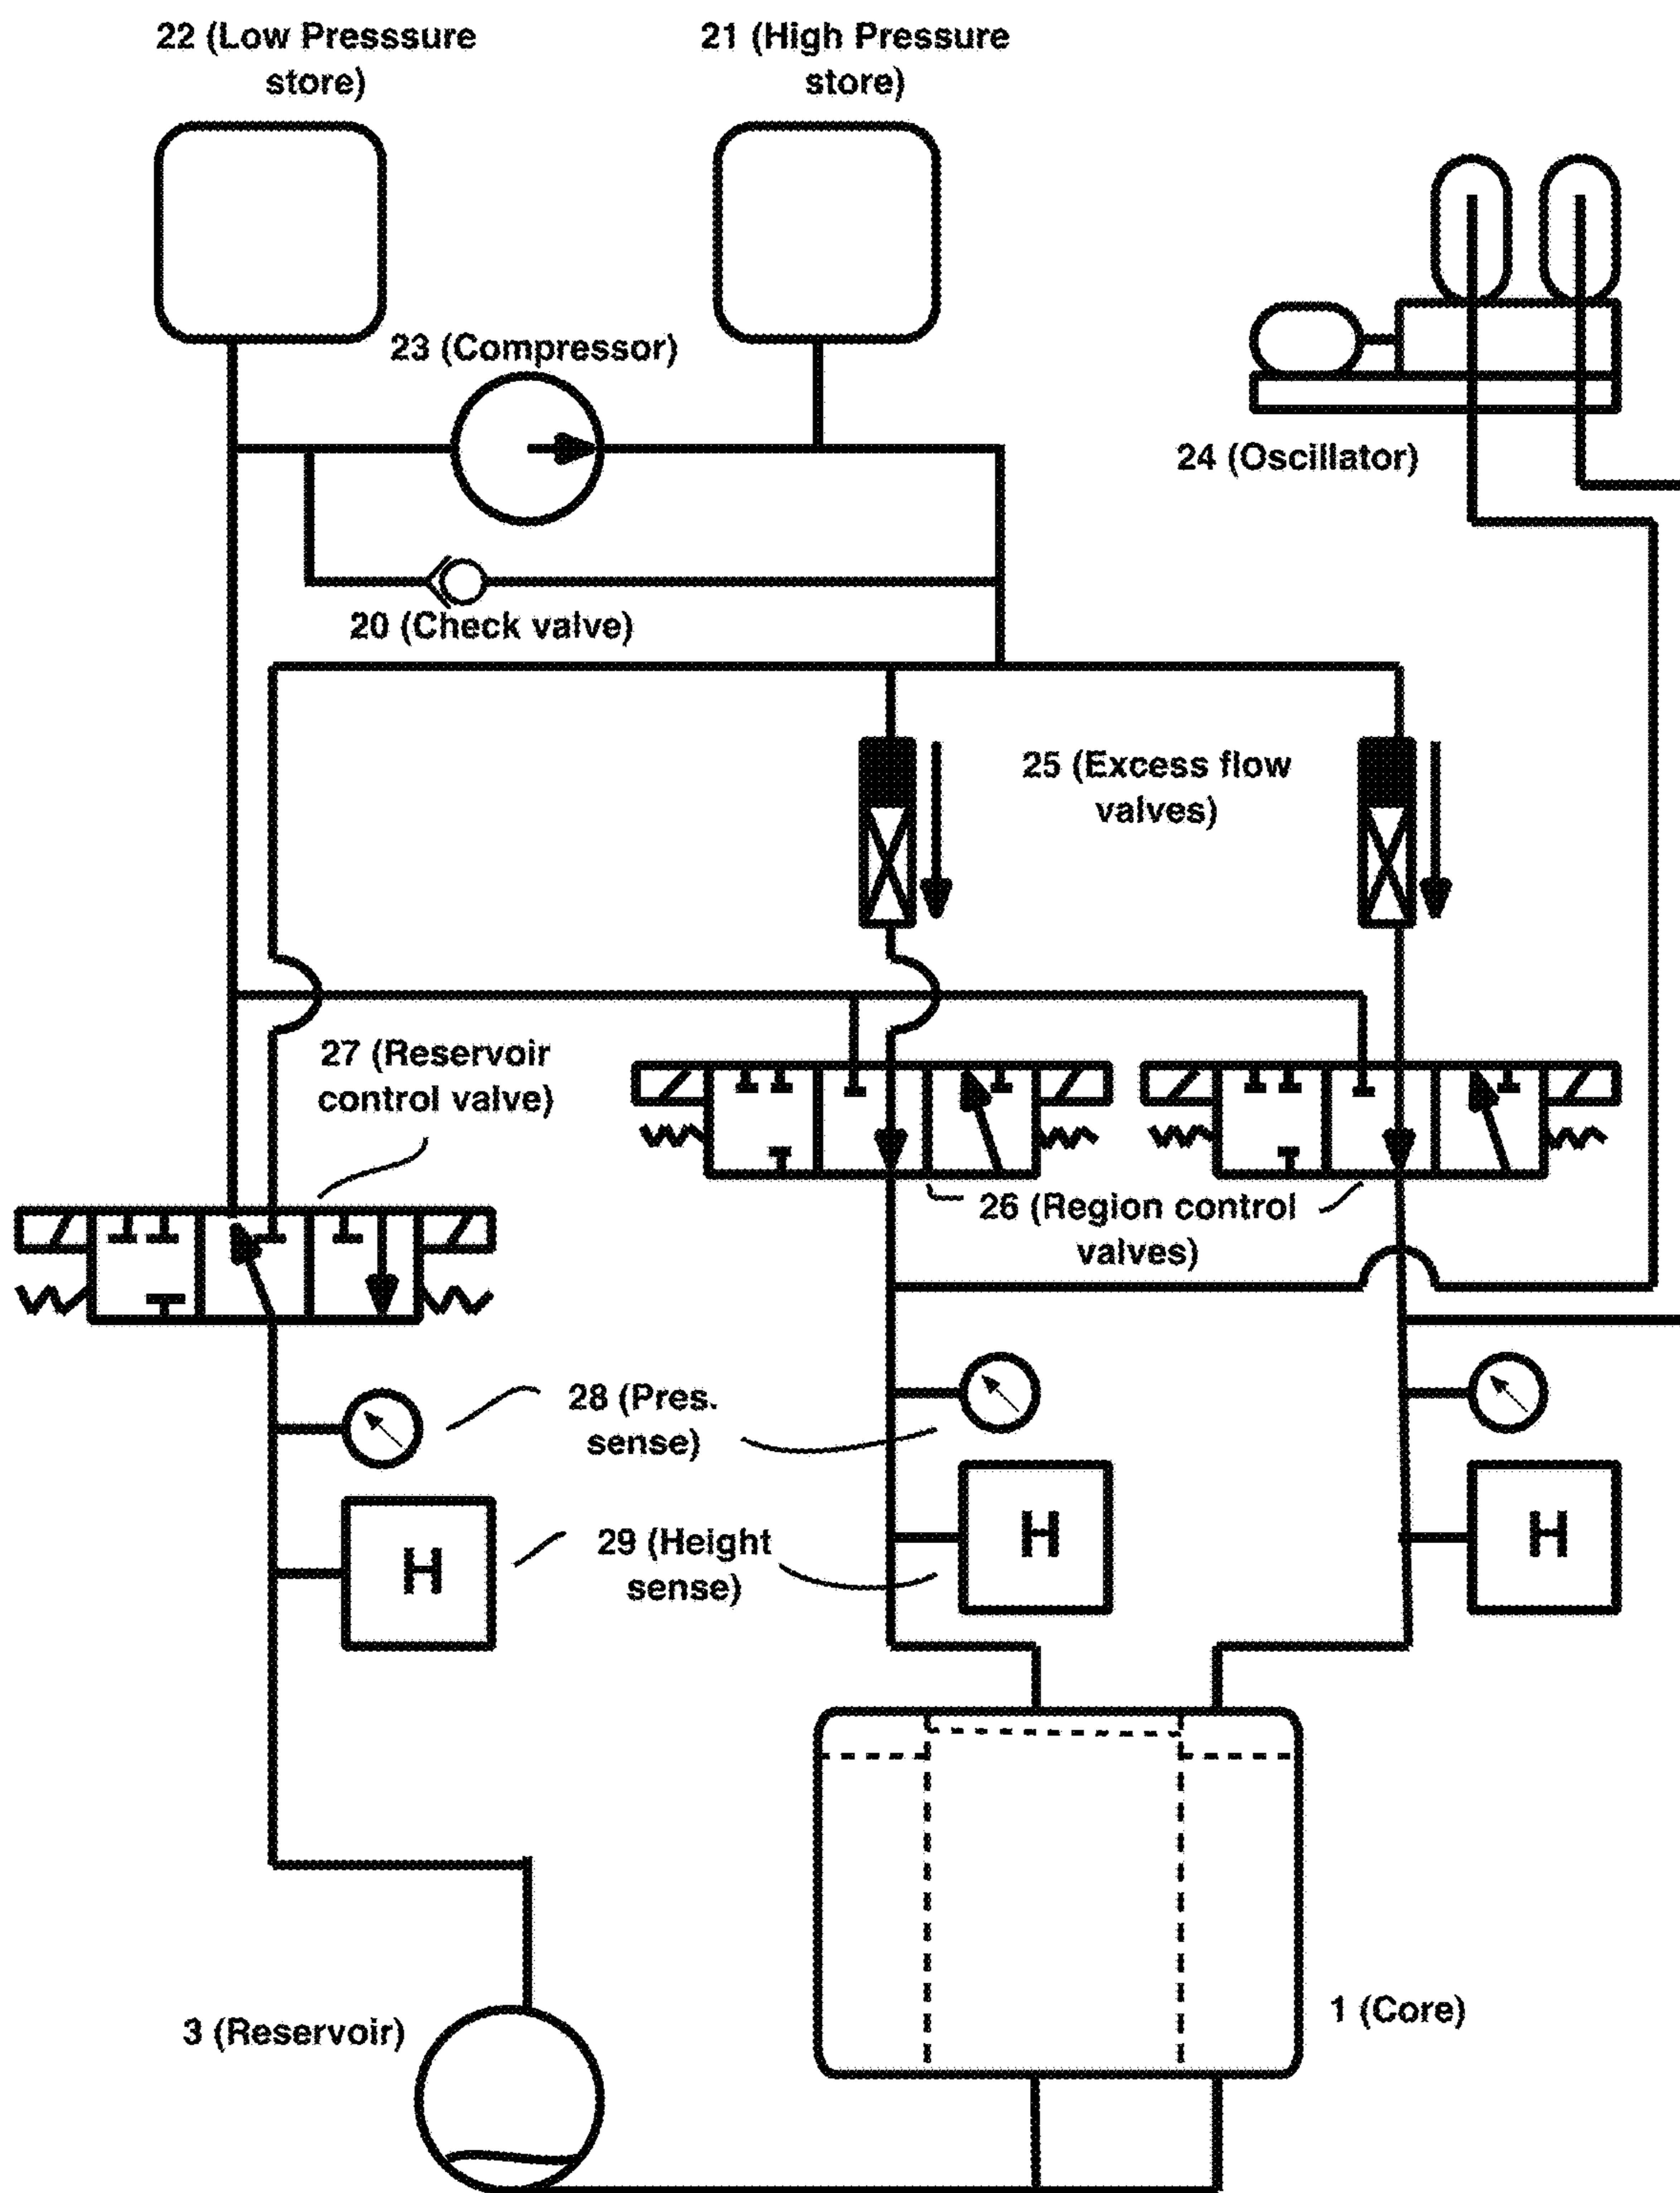 22 (Low Presssure
store)
21 (High Pressure
store)
23 (Compressor)
24 (Oscillator)
20 (Check valve)
25 (Excess flow
valves)
27 (Reservoir
control valve)
26 (Region control
valves)
28 (Pres.
sense)
29 (Height
sense)
H
H
H
3 (Reservoir)
1 (Core)